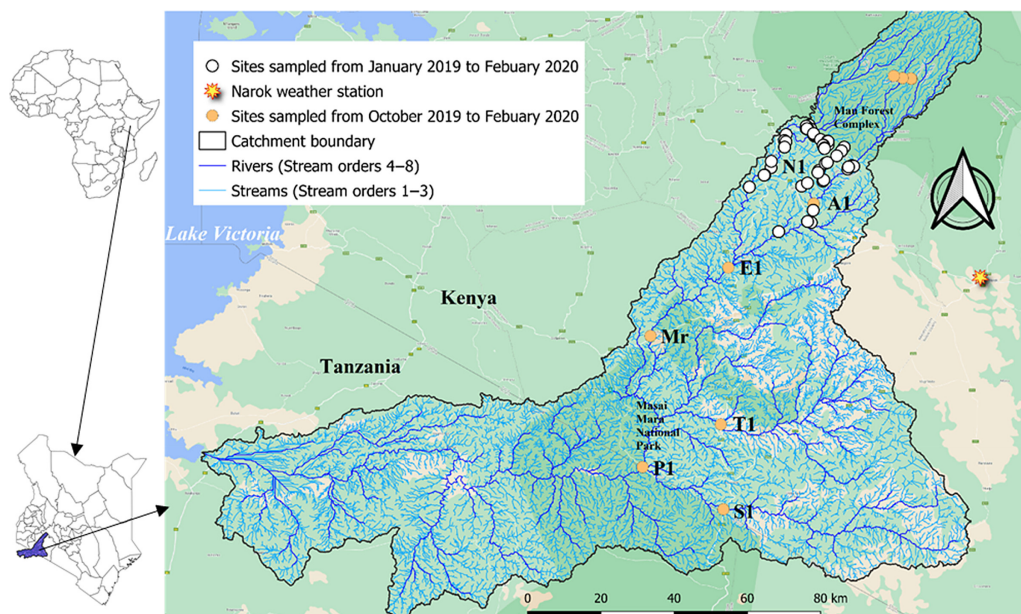 Sites sampled from January 2019 to Febuary 2020
Narok weather station
Sites sampled from October 2019 to Febuary 2020
Catchment boundary
Rivers (Stream orders 4–8)
Streams (Stream orders 1–3)
Mau Forest
Complex
N1
A1
Lake Victoria
E1
Kenya
Mr
Tanzania
Masai
Mara
National
Park
T1
P1
S1
0 20 40 60 80 km